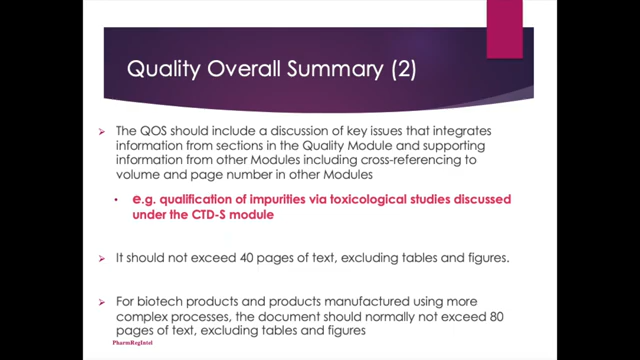 Quality Overall Summary (2)
The QOS should include a discussion of key issues that integrates
information from sections in the Quality Module and supporting
information from other Modules including cross-referencing to
volume and page number in other Modules
e.g. qualification of impurities via toxicological studies discussed
under the CTD-S module
It should not exceed 40 pages of text, excluding tables and figures.
For biotech products and products manufactured using more
complex processes, the document should normally not exceed 80
pages of text, excluding tables and figures
PharmRegIntel